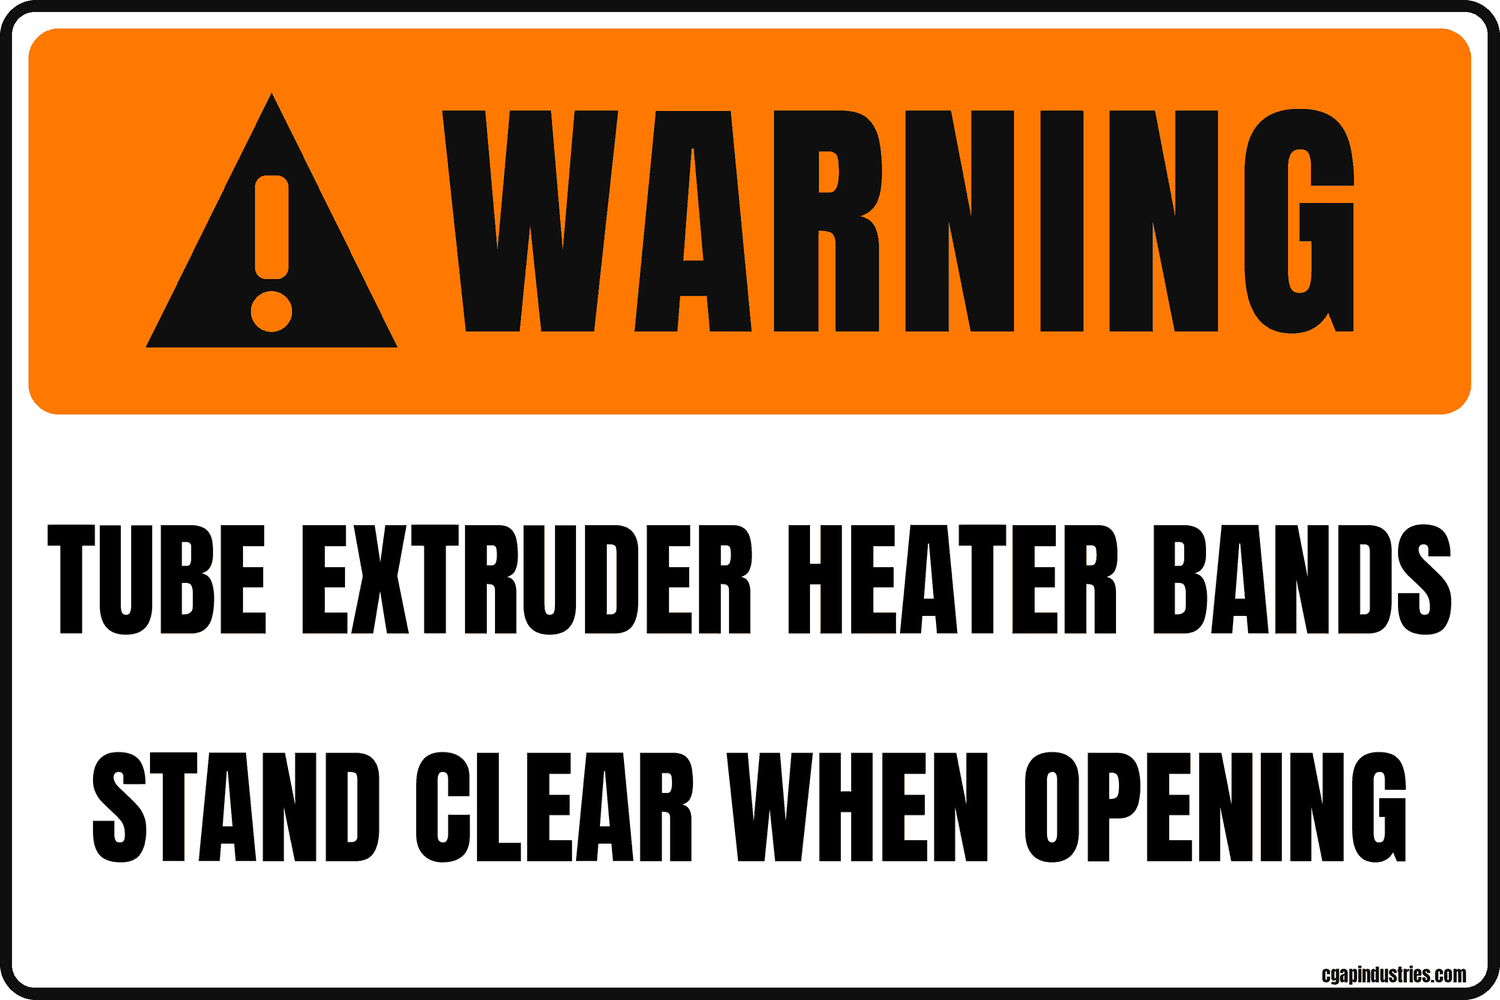 WARNING
TUBE EXTRUDER HEATER BANDS
STAND CLEAR WHEN OPENING
cgapindustries.com